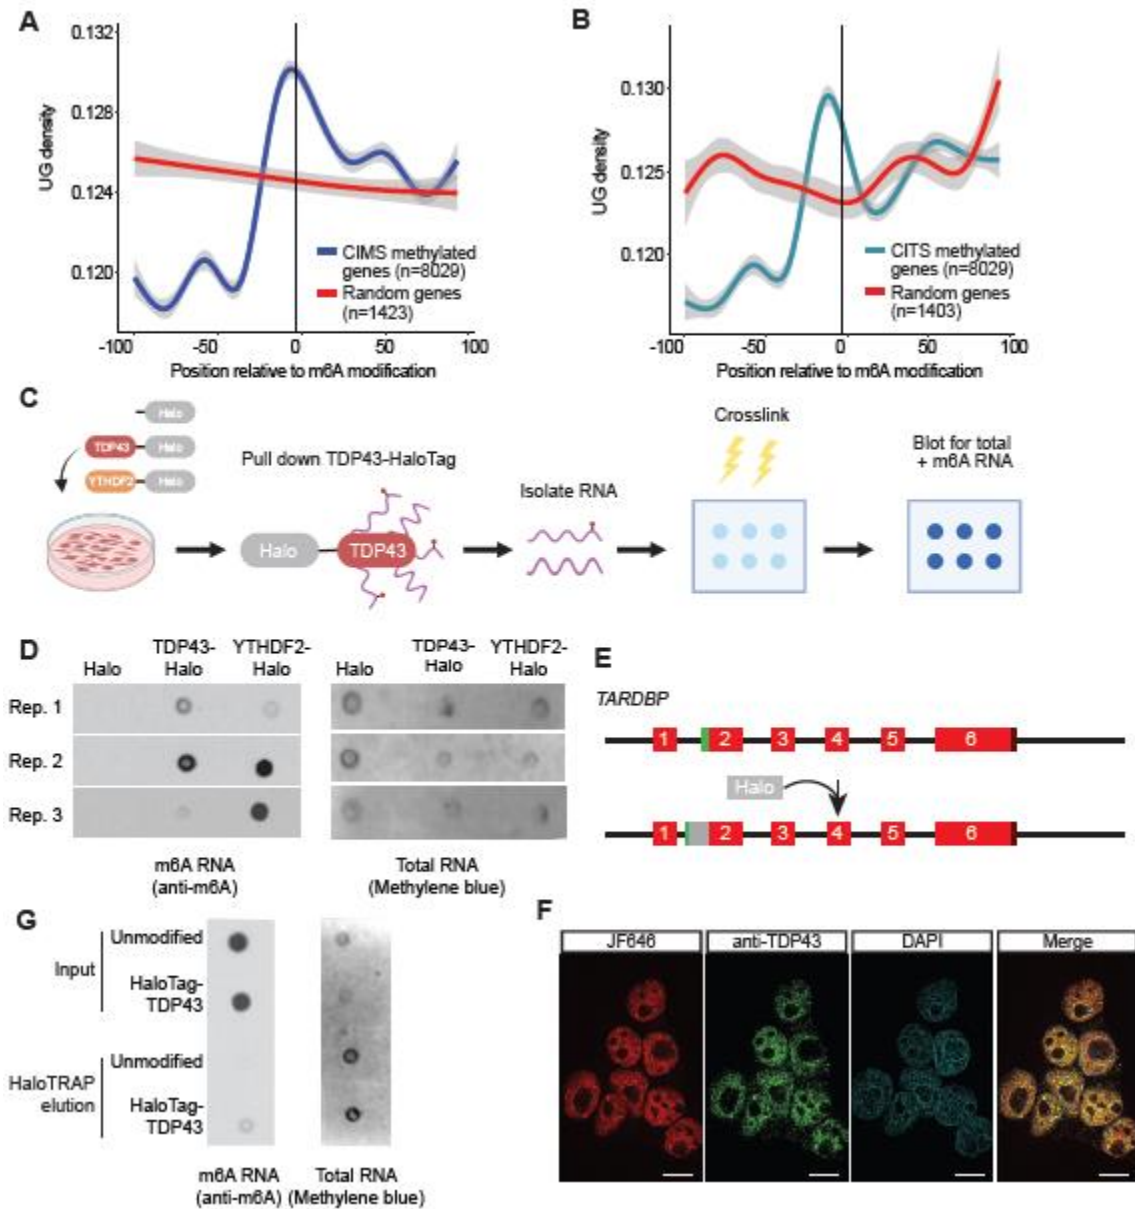 A
0.132
0.128
0.124
0.120
UG density
CIMS methylated
genes (n=8029)
Random genes
(n=1423)
-100
-50
0
50
100
Position relative to m6A modification
B
0.130
0.125
0.120
UG density
CITS methylated
genes (n=8029)
Random genes
(n=1403)
-100
-50
0
50
100
Position relative to m6A modification
C
Halo
TDP43
Halo
YTHDF2
Halo
Pull down TDP43-HaloTag
Halo
TDP43
Isolate RNA
Crosslink
Blot for total
+ m6A RNA
D
Halo
TDP43-
Halo
YTHDF2-
Halo
Halo
TDP43-
Halo
YTHDF2-
Halo
Rep. 1
Rep. 2
Rep. 3
m6A RNA
(anti-m6A)
Total RNA
(Methylene blue)
E
TARDBP
1 2 3 4 5 6
Halo
1 2 3 4 5 6
F
JF646
anti-TDP43
DAPI
Merge
G
Input
Unmodified
HaloTag-
TDP43
HaloTRAP
elution
Unmodified
HaloTag-
TDP43
m6A RNA
(anti-m6A)
Total RNA
(Methylene blue)